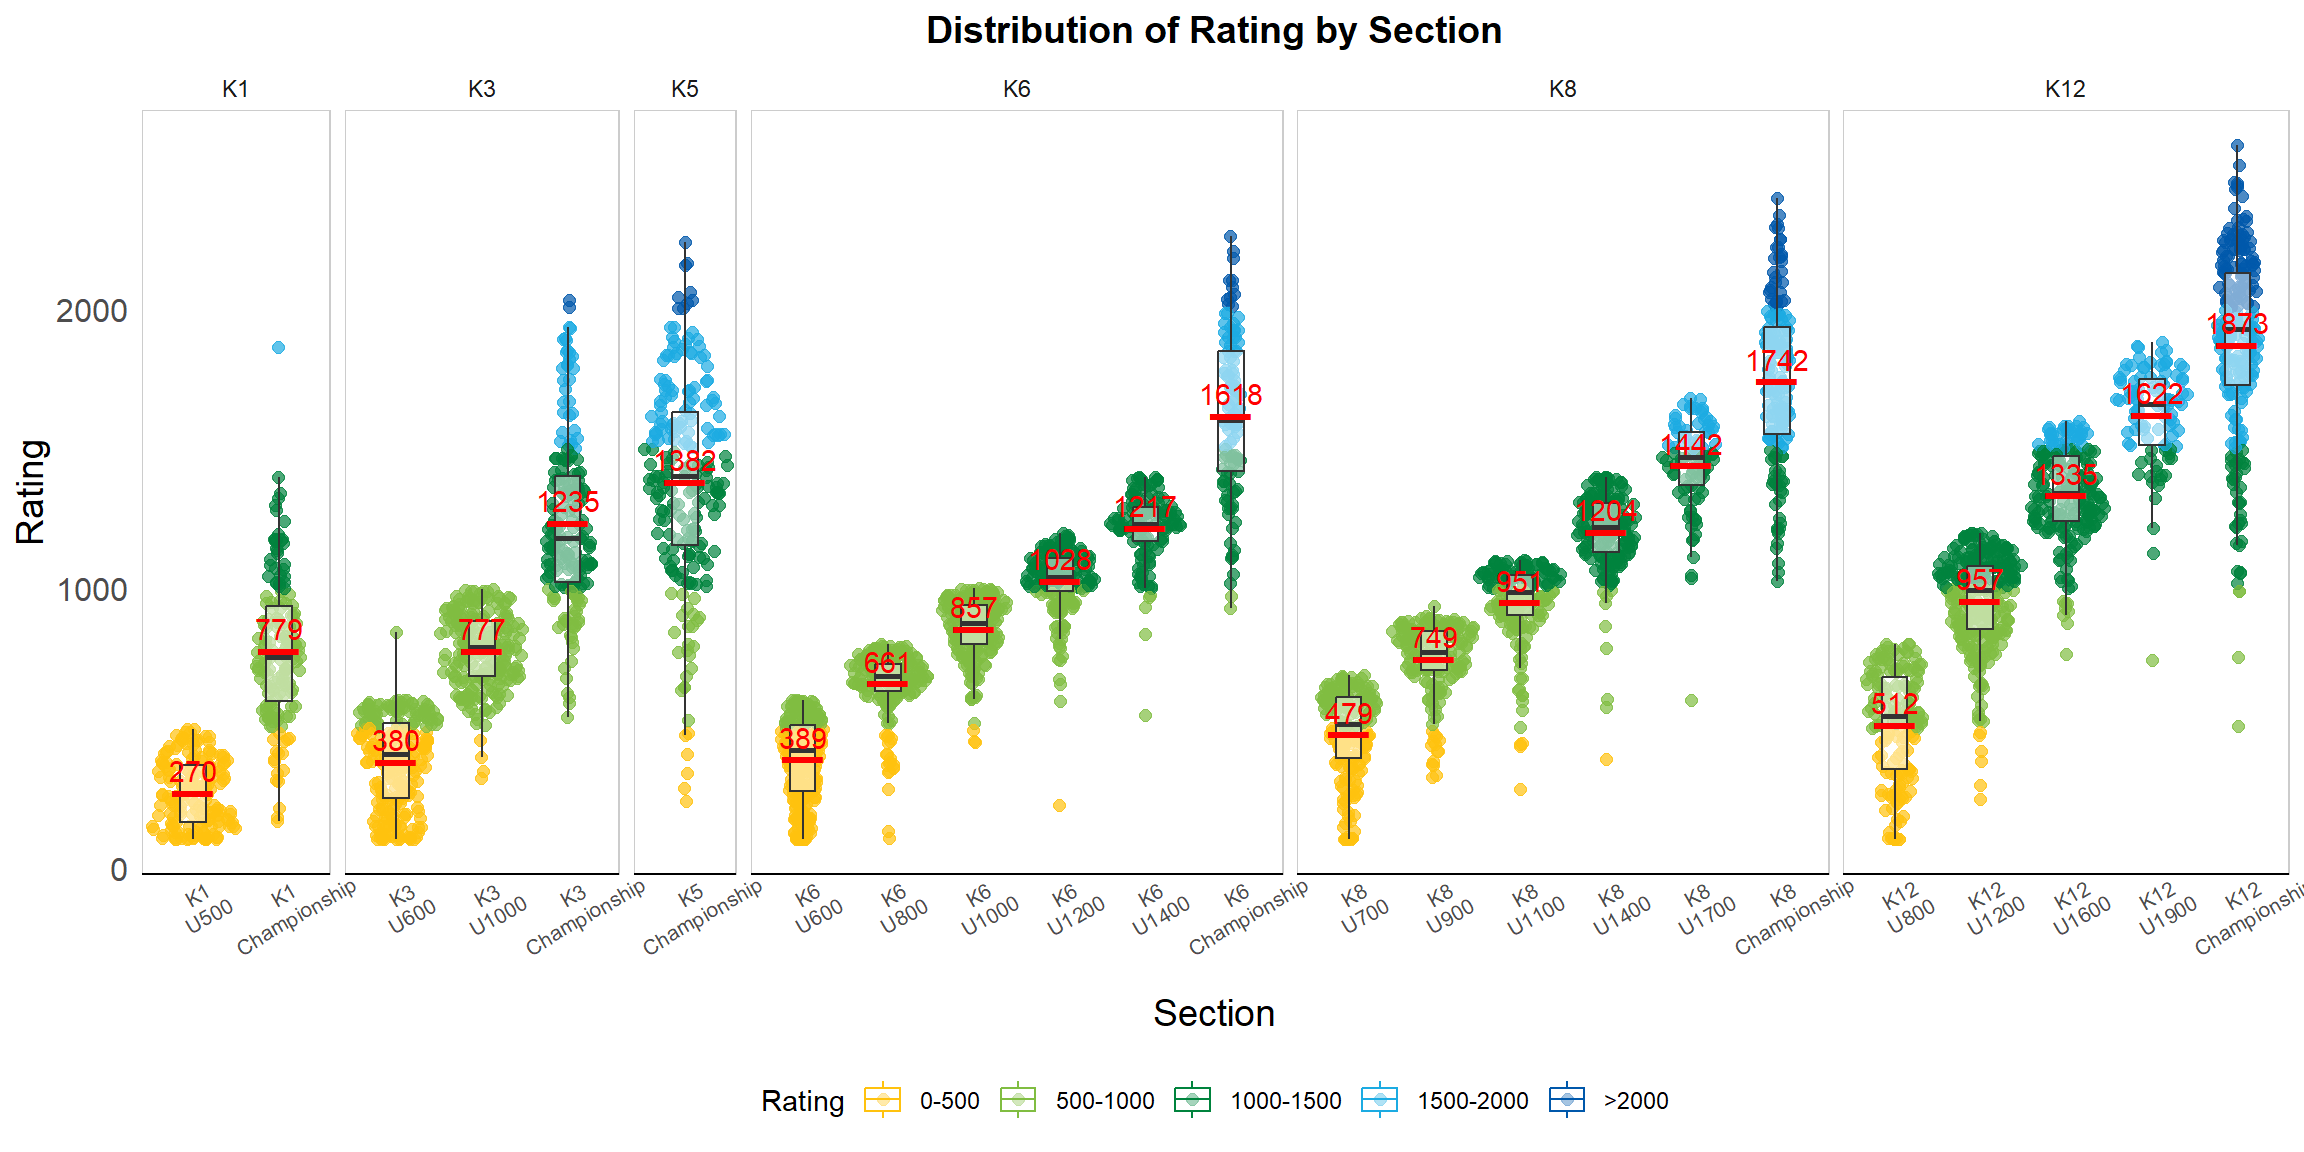 Distribution of Rating by Section
K1
K3
K5
K6
K8
K12
Rating
2000
1000
0
270
779
380
777
1235
1382
389
661
857
1028
1217
1618
479
749
951
1204
1442
1742
512
957
1335
1622
1873
K1
U500
K1
Championship
K3
U600
K3
U1000
K3
Championship
K5
Championship
K6
U600
K6
U800
K6
U1000
K6
U1200
K6
U1400
K6
Championship
K8
U700
K8
U900
K8
U1100
K8
U1400
K8
U1700
K8
Championship
K12
U800
K12
U1200
K12
U1600
K12
U1900
K12
Championship
Section
Rating 0-500 500-1000 1000-1500 1500-2000 >2000